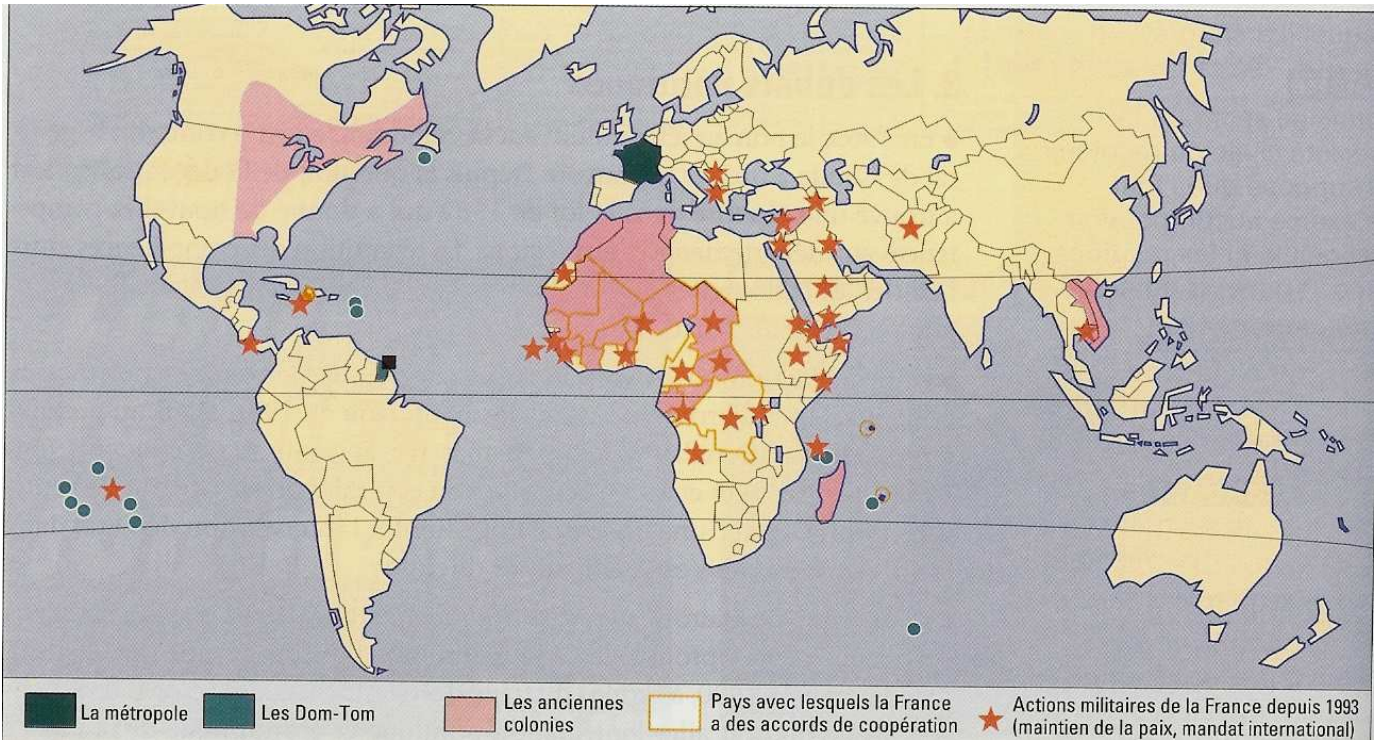 La métropole
Les Dom-Tom
Les anciennes
colonies
Pays avec lesquels la France
a des accords de coopération
Actions militaires de la France depuis 1993
(maintien de la paix, mandat international)